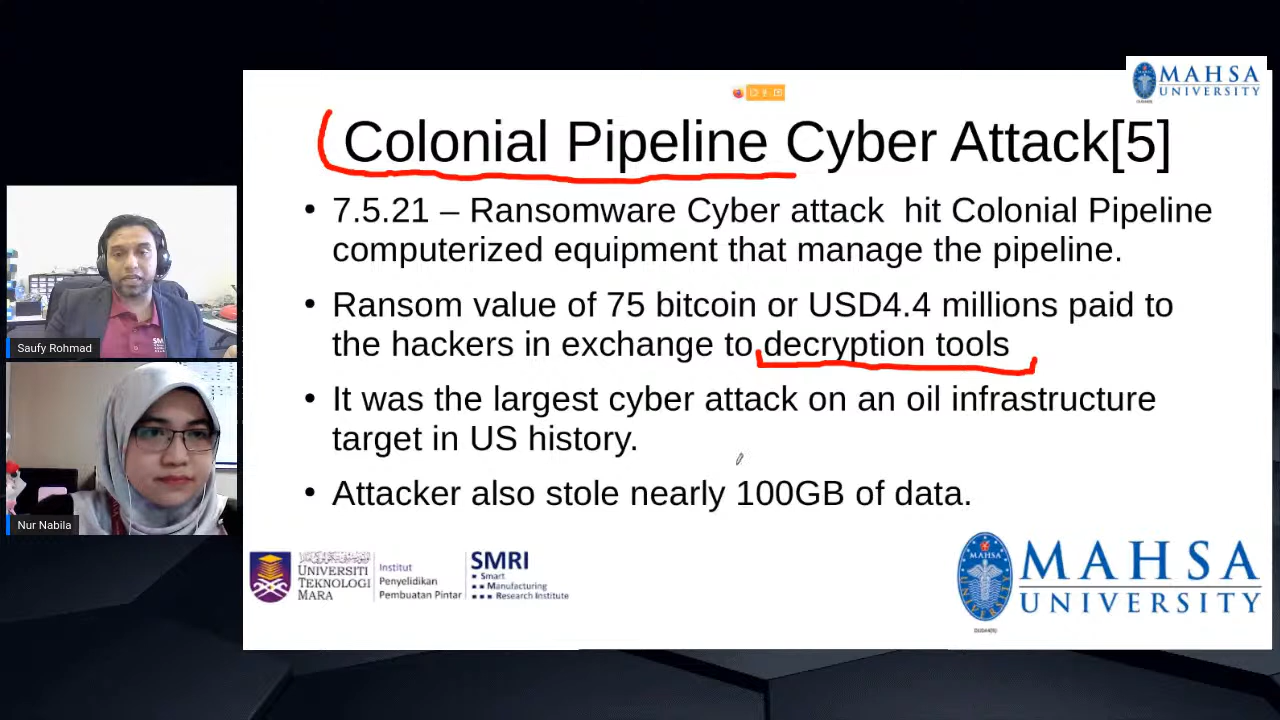 MAHSA
UNIVERSITY
Colonial Pipeline Cyber Attack[5]
• 7.5.21 – Ransomware Cyber attack  hit Colonial Pipeline
computerized equipment that manage the pipeline.
• Ransom value of 75 bitcoin or USD4.4 millions paid to
the hackers in exchange to decryption tools
• It was the largest cyber attack on an oil infrastructure
target in US history.
• Attacker also stole nearly 100GB of data.
Saufy Rohmad
Nur Nabila
UNIVERSITI
TEKNOLOGI
MARA
Institut
Penyelidikan
Pembuatan Pintar
SMRI
Smart
Manufacturing
Research Institute
MAHSA
UNIVERSITY